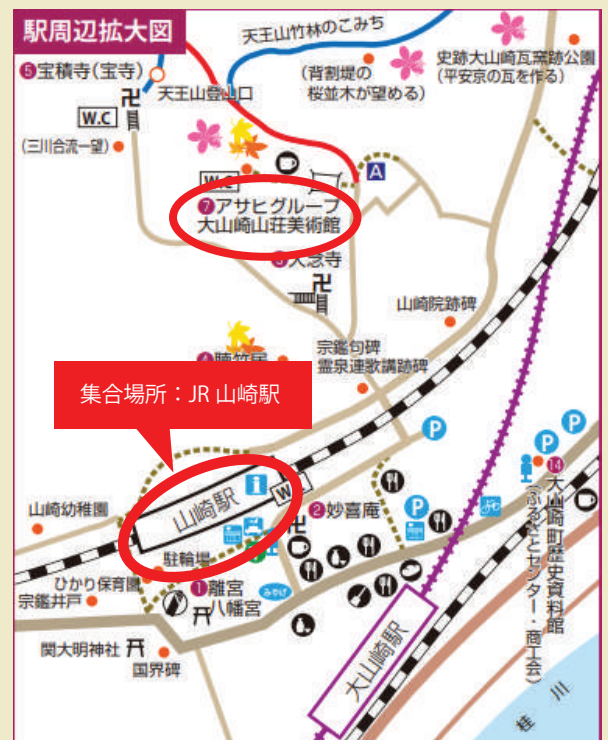 駅周辺拡大図
天王山竹林のこみち
❺宝積寺(宝寺)
天王山登山口
(背割堤の
桜並木が望める)
史跡大山崎瓦窯跡公園
(平安京の瓦を作る)
W.C
(三川合流一望)
W.C
A
❼アサヒグループ
大山崎山荘美術館
大念寺
山崎院跡碑
宗鑑句碑
霊泉連歌講跡碑
集合場所：JR 山崎駅
P
P
P
山崎駅
i
W
❷妙喜庵
山崎幼稚園
駐輪場
ひかり保育園
宗鑑井戸
❶離宮
八幡宮
みやげ
関大明神社
国界碑
大山崎駅
⓮大山崎町歴史資料館
(ふるさとセンター・商工会)
桂川